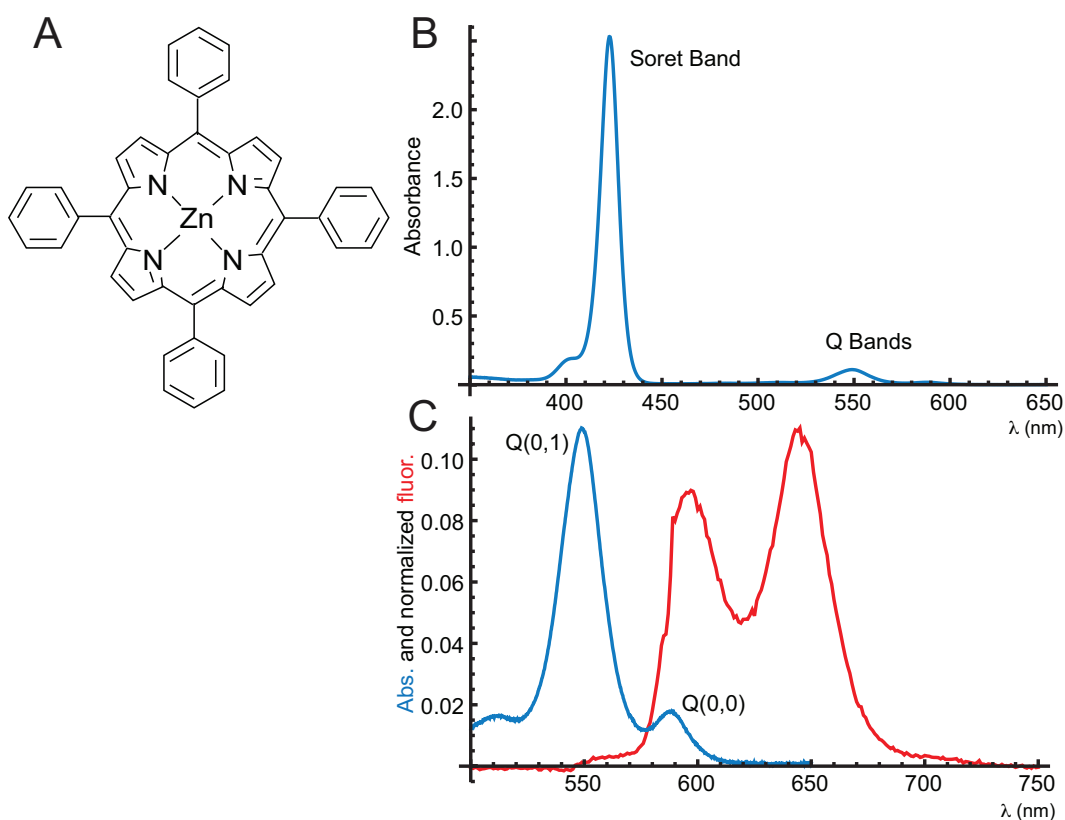 A
N
N
Zn
N
N
B
Soret Band
Q Bands
Absorbance
2.0
1.5
1.0
0.5
400 450 500 550 600 650
λ (nm)
C
Q(0,1)
Q(0,0)
Abs. and normalized fluor.
0.10
0.08
0.06
0.04
0.02
550 600 650 700 750
λ (nm)